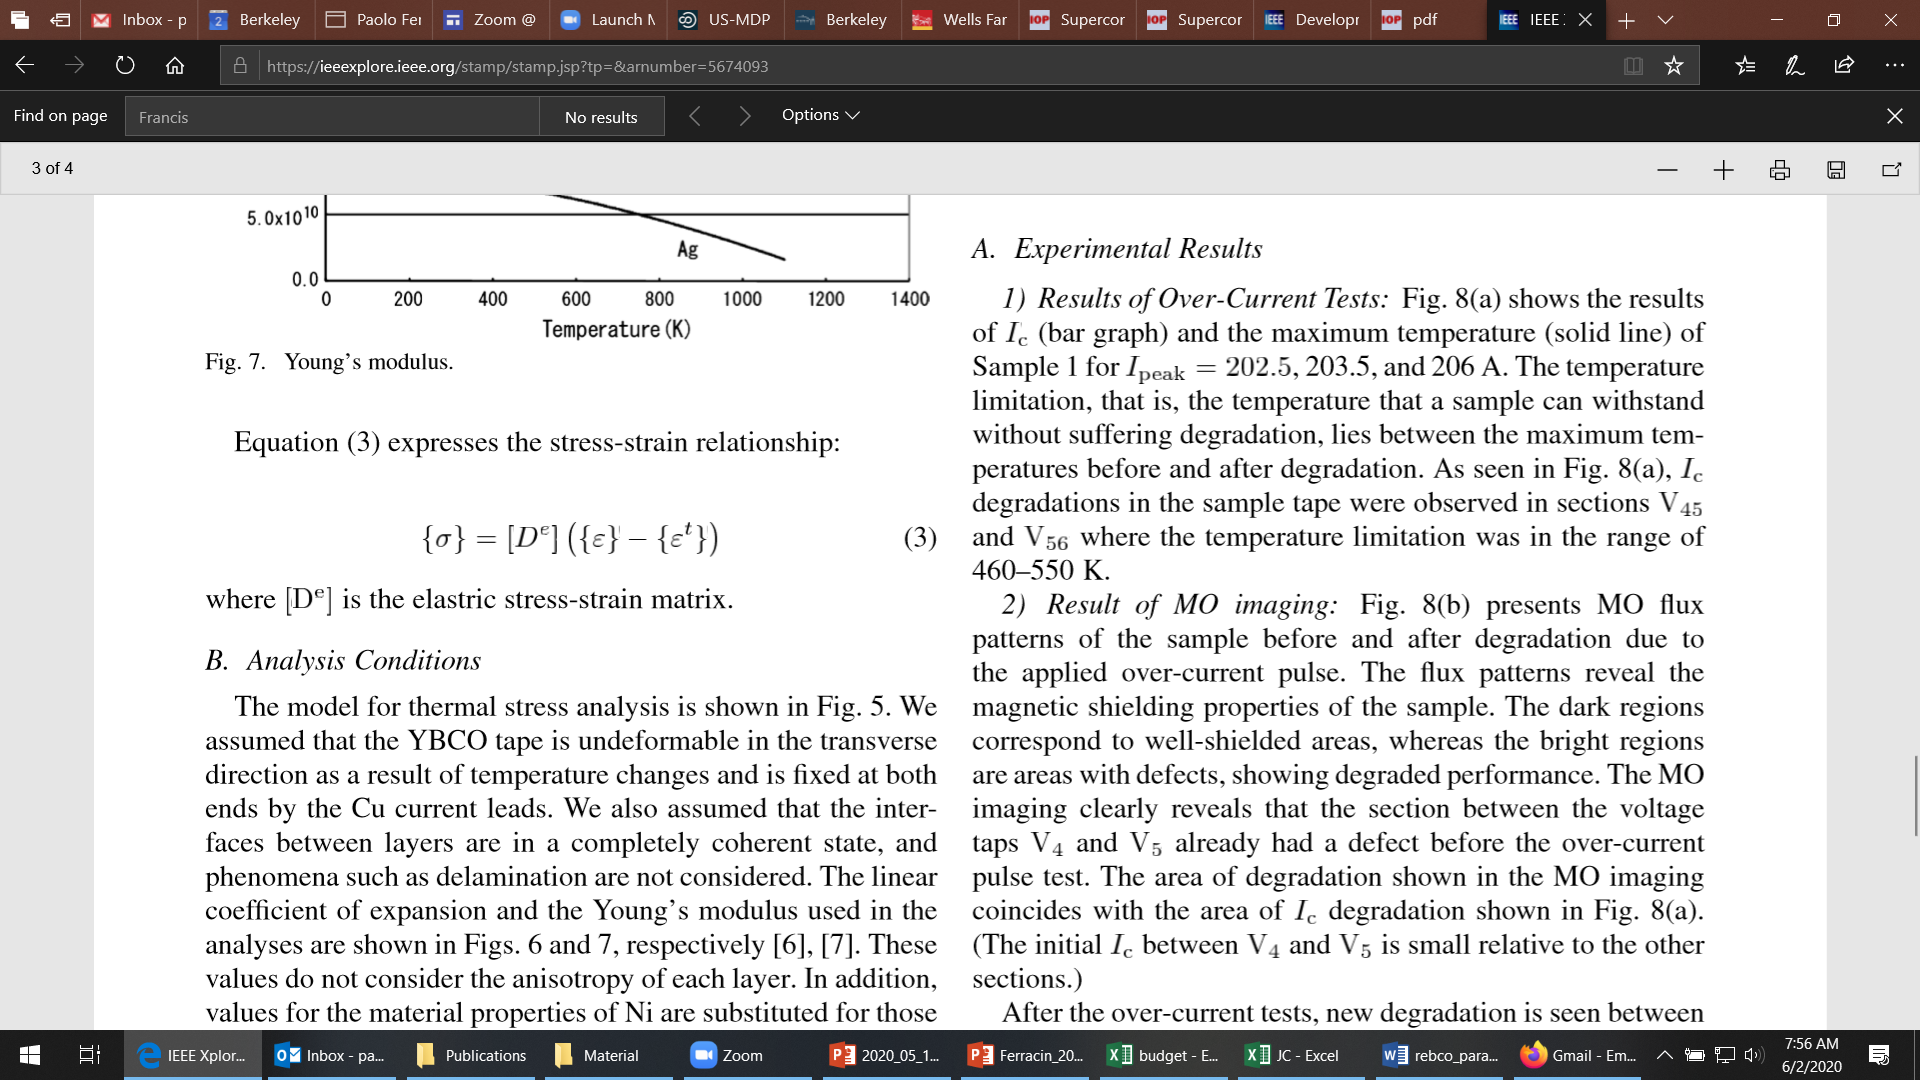 Inbox - p
2 Berkeley
Paolo Fer
Zoom @
Launch M
US-MDP
Berkeley
Wells Far
IOP Supercor
IOP Supercor
IEEE Developr
IOP pdf
IEEE IEEE :
https://ieeexplore.ieee.org/stamp/stamp.jsp?tp=&arnumber=5674093
Find on page
Francis
No results
Options
3 of 4
5.0x10^10
0.0
Ag
0 200 400 600 800 1000 1200 1400
Temperature (K)
Fig. 7. Young's modulus.
Equation (3) expresses the stress-strain relationship:
{σ} = [D^e] ({ε} − {ε^t}) (3)
where [D^e] is the elastric stress-strain matrix.
B. Analysis Conditions
The model for thermal stress analysis is shown in Fig. 5. We
assumed that the YBCO tape is undeformable in the transverse
direction as a result of temperature changes and is fixed at both
ends by the Cu current leads. We also assumed that the inter-
faces between layers are in a completely coherent state, and
phenomena such as delamination are not considered. The linear
coefficient of expansion and the Young's modulus used in the
analyses are shown in Figs. 6 and 7, respectively [6], [7]. These
values do not consider the anisotropy of each layer. In addition,
values for the material properties of Ni are substituted for those
A. Experimental Results
1) Results of Over-Current Tests: Fig. 8(a) shows the results
of I_c (bar graph) and the maximum temperature (solid line) of
Sample 1 for I_peak = 202.5, 203.5, and 206 A. The temperature
limitation, that is, the temperature that a sample can withstand
without suffering degradation, lies between the maximum tem-
peratures before and after degradation. As seen in Fig. 8(a), I_c
degradations in the sample tape were observed in sections V_45
and V_56 where the temperature limitation was in the range of
460–550 K.
2) Result of MO imaging: Fig. 8(b) presents MO flux
patterns of the sample before and after degradation due to
the applied over-current pulse. The flux patterns reveal the
magnetic shielding properties of the sample. The dark regions
correspond to well-shielded areas, whereas the bright regions
are areas with defects, showing degraded performance. The MO
imaging clearly reveals that the section between the voltage
taps V_4 and V_5 already had a defect before the over-current
pulse test. The area of degradation shown in the MO imaging
coincides with the area of I_c degradation shown in Fig. 8(a).
(The initial I_c between V_4 and V_5 is small relative to the other
sections.)
After the over-current tests, new degradation is seen between
IEEE Xplor...
Inbox - pa...
Publications
Material
Zoom
2020_05_1...
Ferracin_20...
budget - E...
JC - Excel
rebco_para...
Gmail - Em...
7:56 AM
6/2/2020